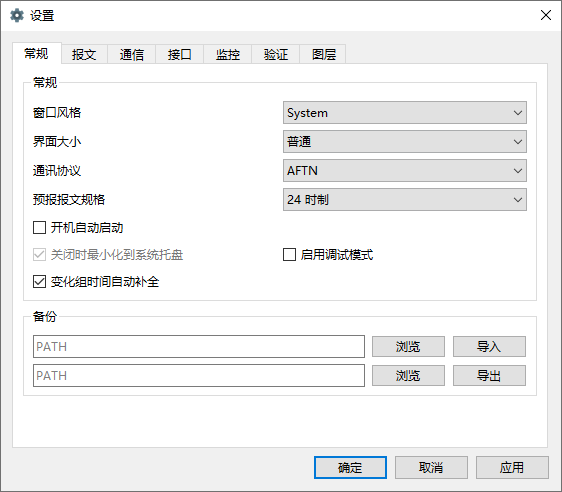 设置
常规 报文 通信 接口 监控 验证 图层
常规
窗口风格 System
界面大小 普通
通讯协议 AFTN
预报报文规格 24 时制
开机自动启动
关闭时最小化到系统托盘 启用调试模式
变化组时间自动补全
备份
PATH 浏览 导入
PATH 浏览 导出
确定 取消 应用